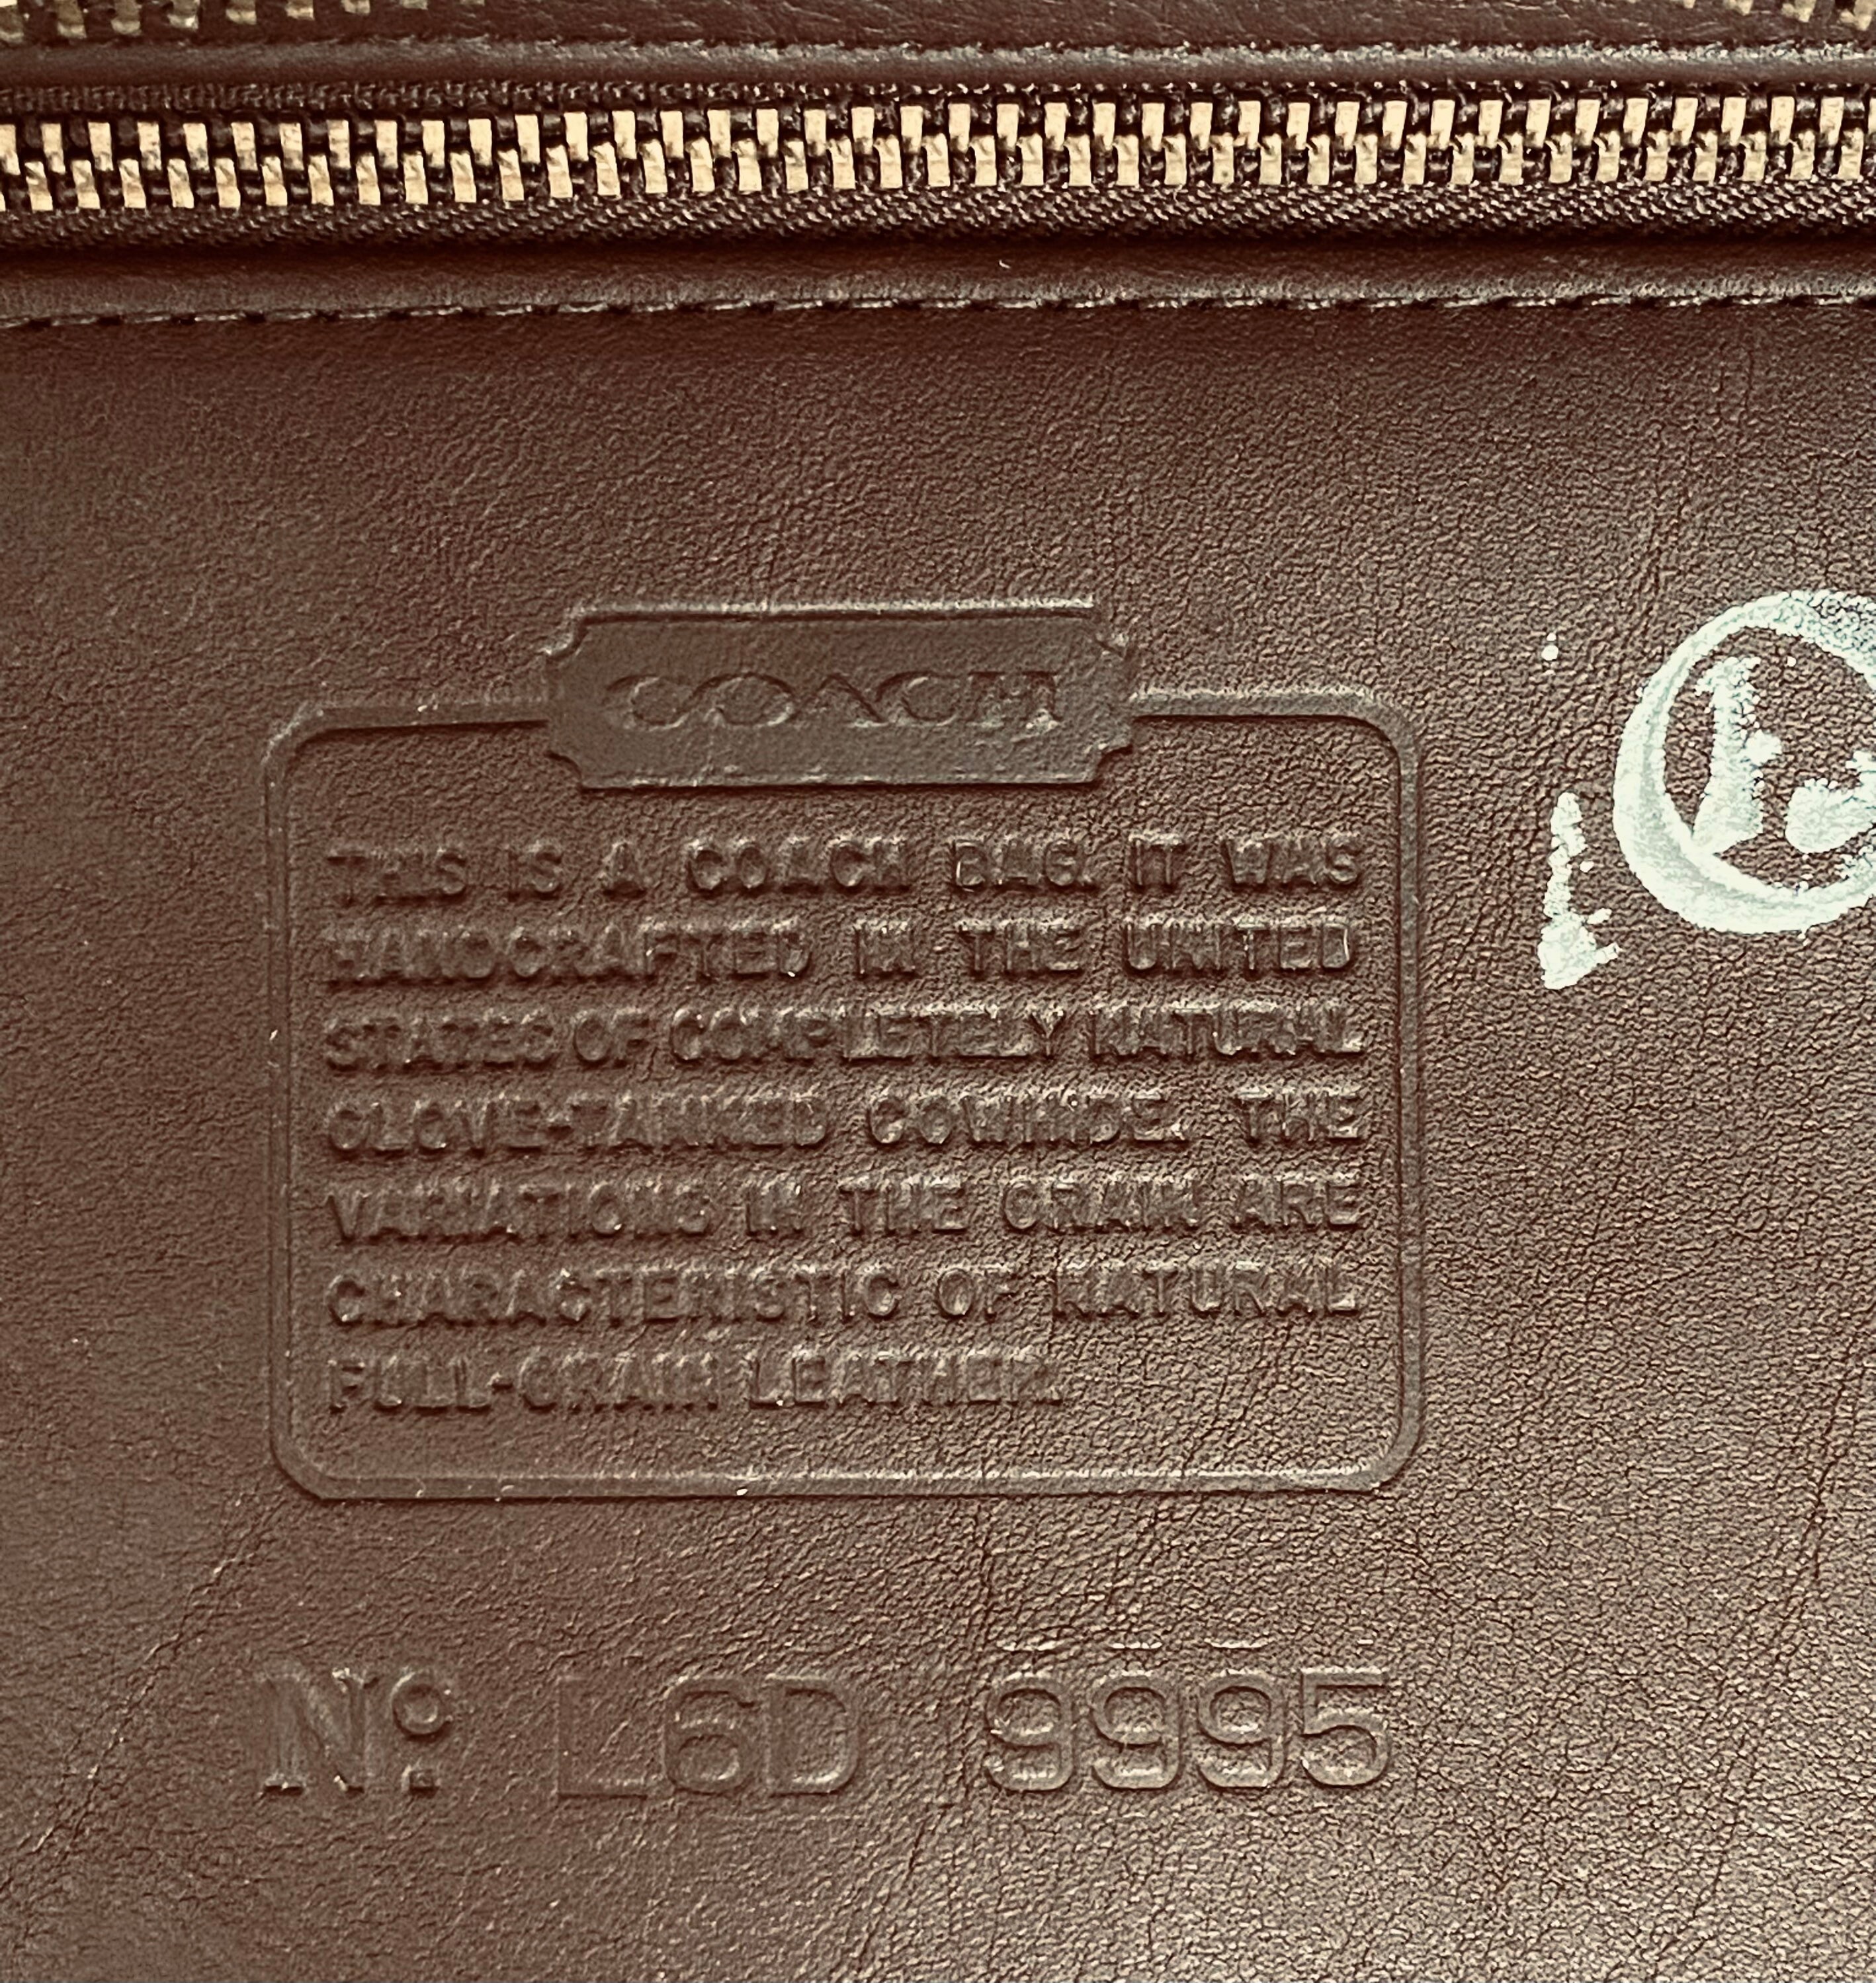 COACH
THIS IS A COACH BAG. IT WAS
HANDCRAFTED IN THE UNITED
STATES OF COMPLETELY NATURAL
GLOVE-TANNED COWHIDE. THE
VARIATIONS IN THE GRAIN ARE
CHARACTERISTIC OF NATURAL
FULL-GRAIN LEATHER.
No. L6D 9995